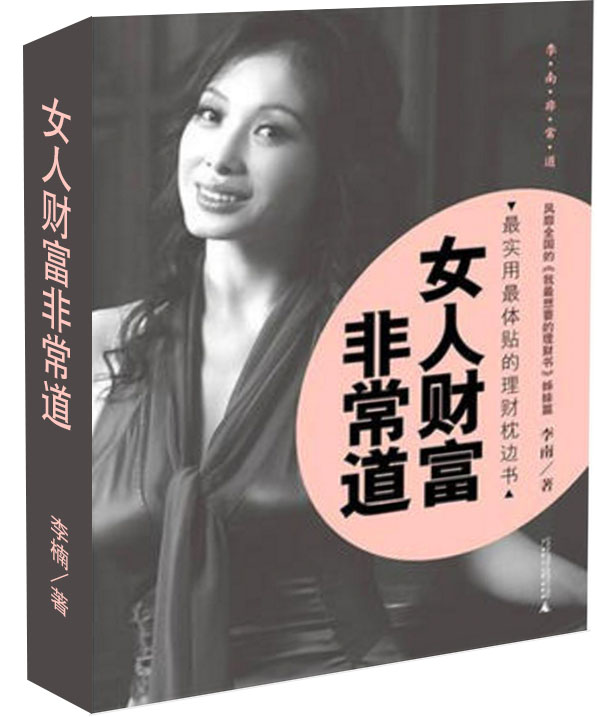 女人财富非常道
李楠/著
李·南·非·常·道
风靡全国的《我最想要的理财书》姊妹篇
李南/著
▼最实用最体贴的理财枕边书▲
女人财富
非常道